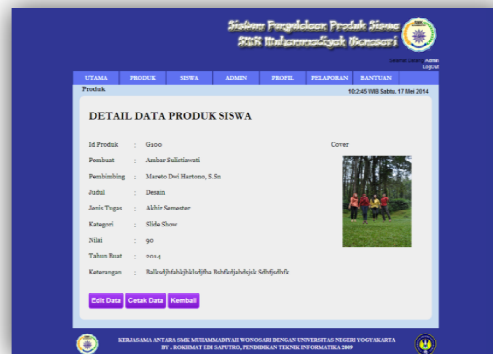 Sistem Pengelolaan Produk Siswa
SMK Muhammadiyah Wonosari
Admin
LogOut
UTAMA PRODUK SISWA ADMIN PROFIL PELAPORAN BANTUAN
Produk
10:2:45 WIB Sabtu, 17 Mei 2014
DETAIL DATA PRODUK SISWA
Id Produk : G100
Cover
Pembuat : Ambar Sulistiawati
Pembimbing : Mareto Dwi Hartono, S.Sn
Judul : Desain
Jenis Tugas : Akhir Semester
Kategori : Slide Show
Nilai : 90
Tahun Buat : 2014
Keterangan :
Edit Data Cetak Data Kembali
KERJASAMA ANTARA SMK MUHAMMADIYAH WONOSARI DENGAN UNIVERSITAS NEGERI YOGYAKARTA
BY : ROKHMAT EDI SAPUTRO, PENDIDIKAN TEKNIK INFORMATIKA 2009